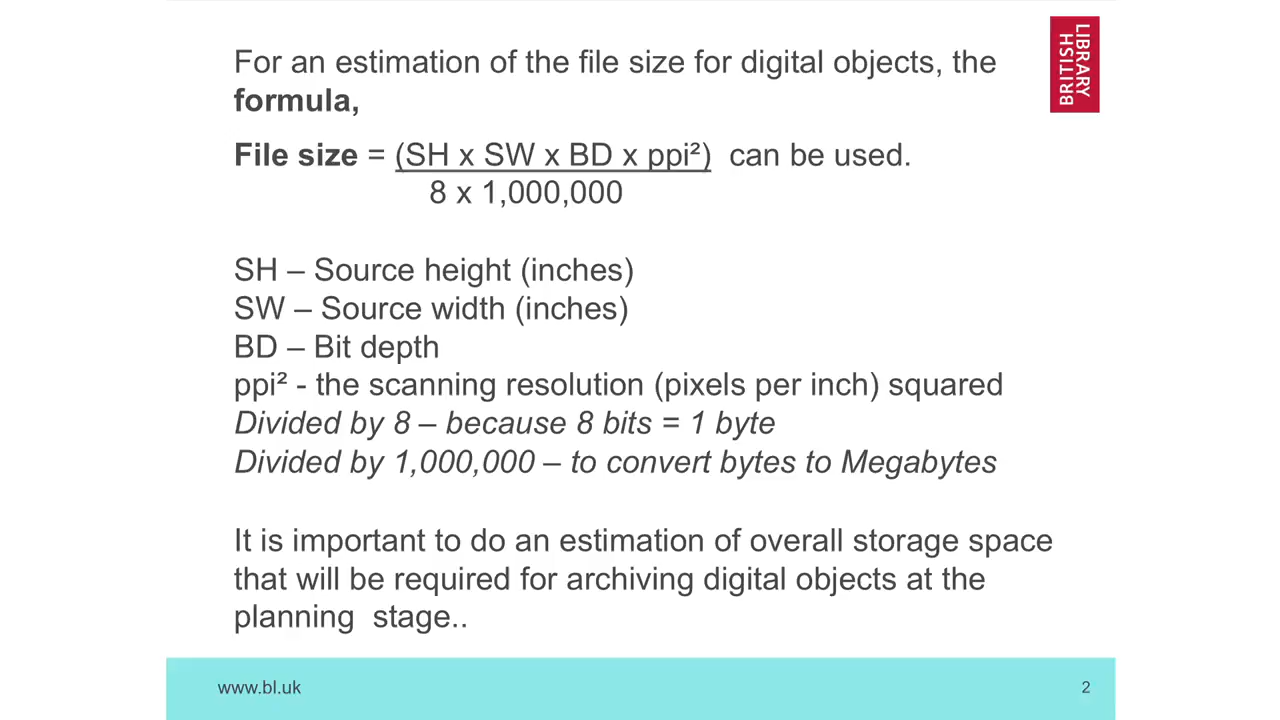 For an estimation of the file size for digital objects, the
formula,
File size = (SH x SW x BD x ppi²) can be used.
8 x 1,000,000
SH – Source height (inches)
SW – Source width (inches)
BD – Bit depth
ppi² - the scanning resolution (pixels per inch) squared
Divided by 8 – because 8 bits = 1 byte
Divided by 1,000,000 – to convert bytes to Megabytes
It is important to do an estimation of overall storage space
that will be required for archiving digital objects at the
planning  stage..
BRITISH
LIBRARY
www.bl.uk
2